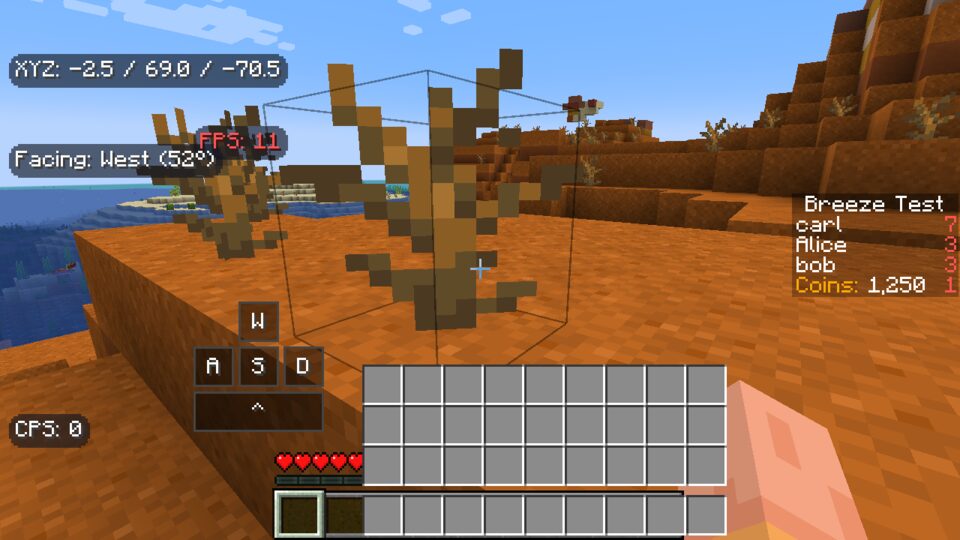 XYZ: -2.5 / 69.0 / -70.5
FPS: 11
Facing: West (52°)
Breeze Test
carl 7
Alice 3
bob 3
Coins: 1,250 1
W
A S D
^
CPS: 0